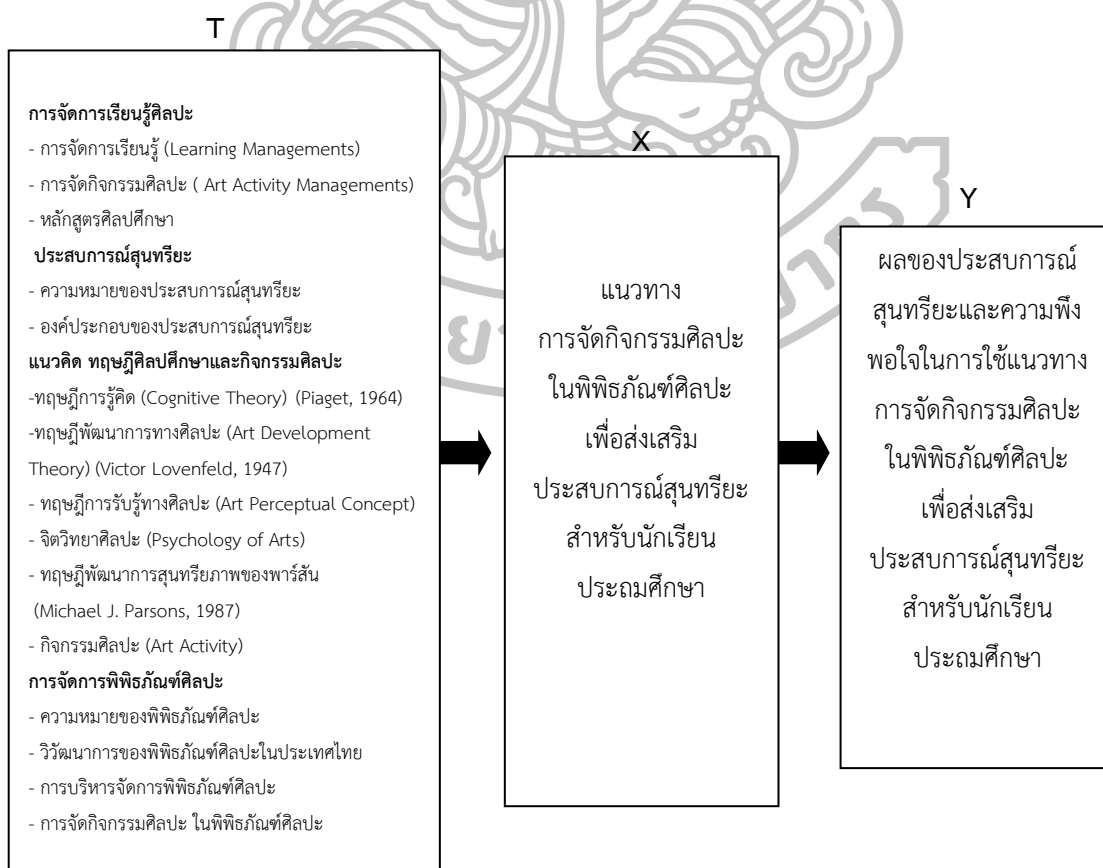 T
การจัดการเรียนรู้ศิลปะ
- การจัดการเรียนรู้ (Learning Managements)
- การจัดกิจกรรมศิลปะ ( Art Activity Managements)
- หลักสูตรศิลปศึกษา
ประสบการณ์สุนทรียะ
- ความหมายของประสบการณ์สุนทรียะ
- องค์ประกอบของประสบการณ์สุนทรียะ
แนวคิด ทฤษฎีศิลปศึกษาและกิจกรรมศิลปะ
-ทฤษฎีการรู้คิด (Cognitive Theory) (Piaget, 1964)
-ทฤษฎีพัฒนาการทางศิลปะ (Art Development
Theory) (Victor Lovenfeld, 1947)
- ทฤษฎีการรับรู้ทางศิลปะ (Art Perceptual Concept)
- จิตวิทยาศิลปะ (Psychology of Arts)
- ทฤษฎีพัฒนาการสุนทรียภาพของพาร์สัน
(Michael J. Parsons, 1987)
- กิจกรรมศิลปะ (Art Activity)
การจัดการพิพิธภัณฑ์ศิลปะ
- ความหมายของพิพิธภัณฑ์ศิลปะ
- วิวัฒนาการของพิพิธภัณฑ์ศิลปะในประเทศไทย
- การบริหารจัดการพิพิธภัณฑ์ศิลปะ
- การจัดกิจกรรมศิลปะ ในพิพิธภัณฑ์ศิลปะ
X
แนวทาง
การจัดกิจกรรมศิลปะ
ในพิพิธภัณฑ์ศิลปะ
เพื่อส่งเสริม
ประสบการณ์สุนทรียะ
สำหรับนักเรียน
ประถมศึกษา
Y
ผลของประสบการณ์
สุนทรียะและความพึง
พอใจในการใช้แนวทาง
การจัดกิจกรรมศิลปะ
ในพิพิธภัณฑ์ศิลปะ
เพื่อส่งเสริม
ประสบการณ์สุนทรียะ
สำหรับนักเรียน
ประถมศึกษา